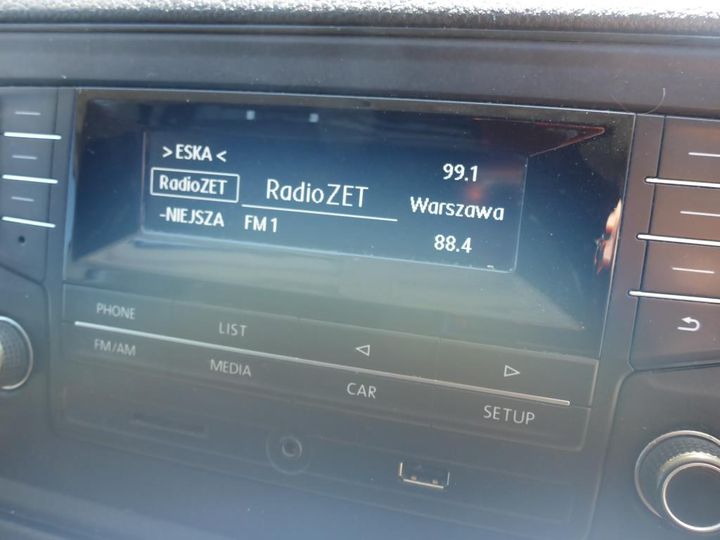 >ESKA< 99.1
RadioZET RadioZET Warszawa
-NIEJSZA FM1 88.4
PHONE LIST
FM/AM MEDIA CAR SETUP